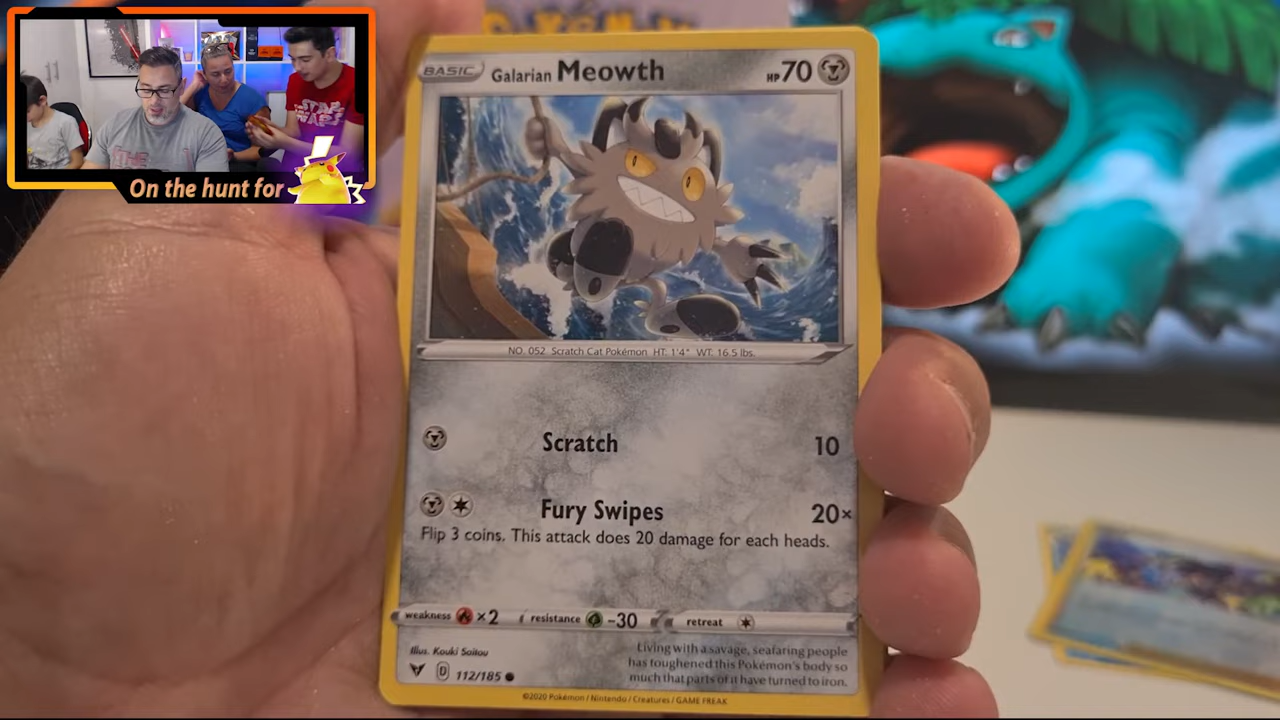 On the hunt for
STAR
WARS
BASIC Galarian Meowth HP 70
NO. 052 Scratch Cat Pokémon HT: 1'4" WT: 16.5 lbs.
Scratch 10
Fury Swipes 20×
Flip 3 coins. This attack does 20 damage for each heads.
weakness ×2 resistance -30 retreat
Illus. Kouki Saitou
D 112/185
Living with a savage, seafaring people
has toughened this Pokémon's body so
much that parts of it have turned to iron.
©2020 Pokémon / Nintendo / Creatures / GAME FREAK